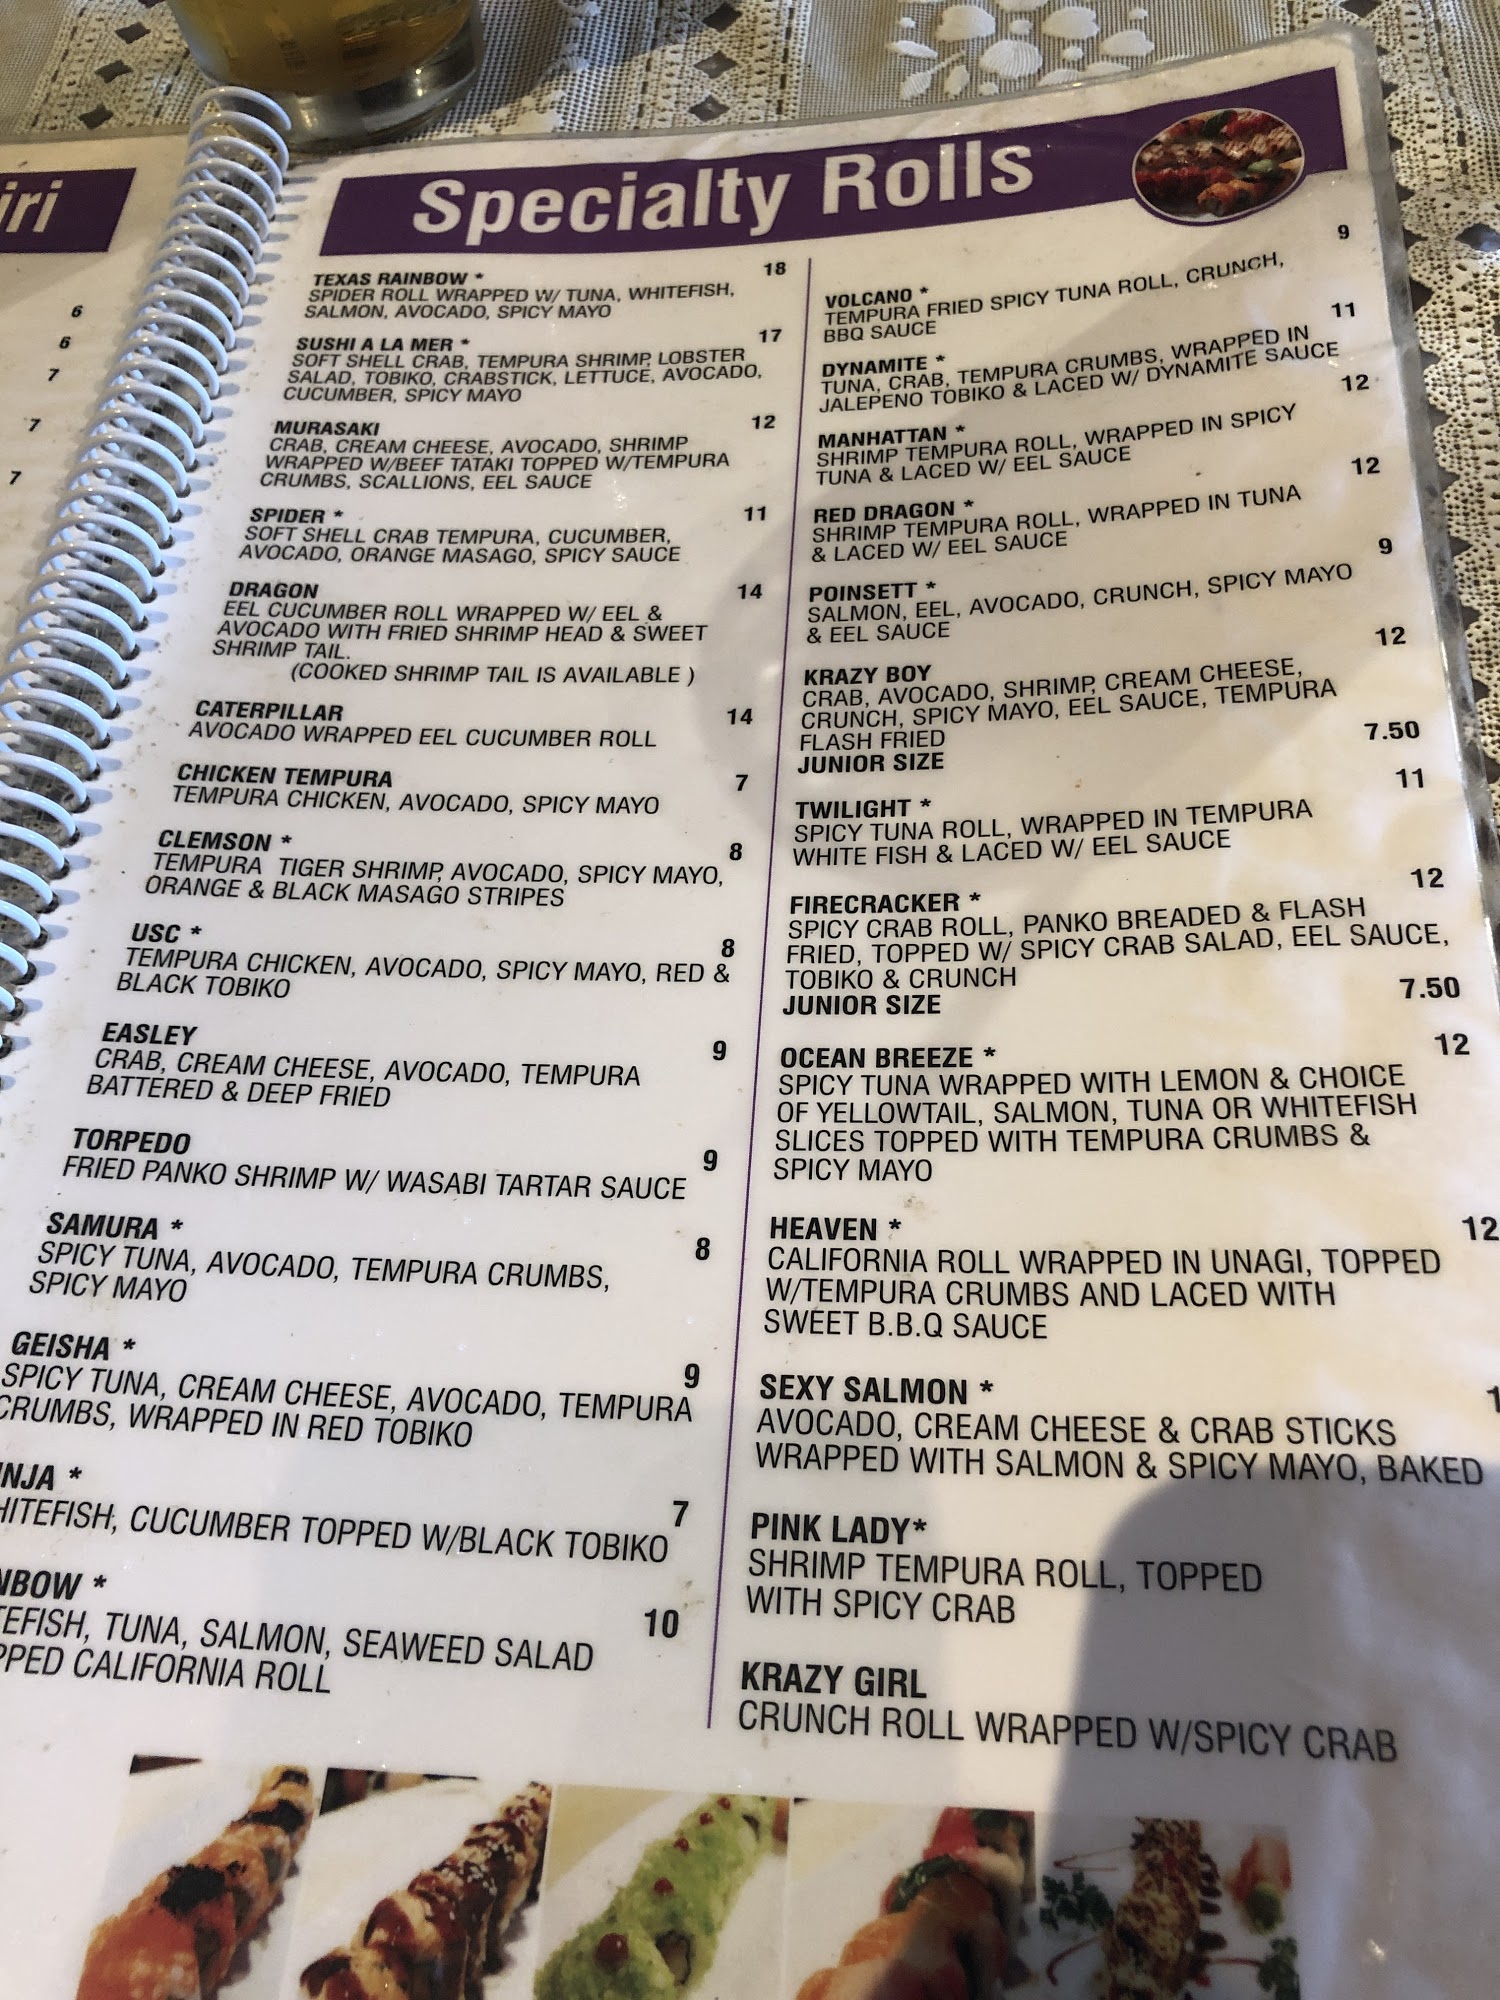 iri
6
6
7
7
7
Specialty Rolls
TEXAS RAINBOW * 18
SPIDER ROLL WRAPPED W/ TUNA, WHITEFISH,
SALMON, AVOCADO, SPICY MAYO
SUSHI A LA MER * 17
SOFT SHELL CRAB, TEMPURA SHRIMP, LOBSTER
SALAD, TOBIKO, CRABSTICK, LETTUCE, AVOCADO,
CUCUMBER, SPICY MAYO
MURASAKI 12
CRAB, CREAM CHEESE, AVOCADO, SHRIMP
WRAPPED W/BEEF TATAKI TOPPED W/TEMPURA
CRUMBS, SCALLIONS, EEL SAUCE
SPIDER * 11
SOFT SHELL CRAB TEMPURA, CUCUMBER,
AVOCADO, ORANGE MASAGO, SPICY SAUCE
DRAGON 14
EEL CUCUMBER ROLL WRAPPED W/ EEL &
AVOCADO WITH FRIED SHRIMP HEAD & SWEET
SHRIMP TAIL.
(COOKED SHRIMP TAIL IS AVAILABLE )
CATERPILLAR 14
AVOCADO WRAPPED EEL CUCUMBER ROLL
CHICKEN TEMPURA 7
TEMPURA CHICKEN, AVOCADO, SPICY MAYO
CLEMSON * 8
TEMPURA TIGER SHRIMP, AVOCADO, SPICY MAYO,
ORANGE & BLACK MASAGO STRIPES
USC * 8
TEMPURA CHICKEN, AVOCADO, SPICY MAYO, RED &
BLACK TOBIKO
EASLEY 9
CRAB, CREAM CHEESE, AVOCADO, TEMPURA
BATTERED & DEEP FRIED
TORPEDO 9
FRIED PANKO SHRIMP W/ WASABI TARTAR SAUCE
SAMURA * 8
SPICY TUNA, AVOCADO, TEMPURA CRUMBS,
SPICY MAYO
GEISHA * 9
SPICY TUNA, CREAM CHEESE, AVOCADO, TEMPURA
CRUMBS, WRAPPED IN RED TOBIKO
NJA * 7
HITEFISH, CUCUMBER TOPPED W/BLACK TOBIKO
NBOW * 10
TEFISH, TUNA, SALMON, SEAWEED SALAD
PPED CALIFORNIA ROLL
VOLCANO * 9
TEMPURA FRIED SPICY TUNA ROLL, CRUNCH,
BBQ SAUCE
DYNAMITE * 11
TUNA, CRAB, TEMPURA CRUMBS, WRAPPED IN
JALEPENO TOBIKO & LACED W/ DYNAMITE SAUCE
MANHATTAN * 12
SHRIMP TEMPURA ROLL, WRAPPED IN SPICY
TUNA & LACED W/ EEL SAUCE
RED DRAGON * 12
SHRIMP TEMPURA ROLL, WRAPPED IN TUNA
& LACED W/ EEL SAUCE
POINSETT * 9
SALMON, EEL, AVOCADO, CRUNCH, SPICY MAYO
& EEL SAUCE
KRAZY BOY 12
CRAB, AVOCADO, SHRIMP, CREAM CHEESE,
CRUNCH, SPICY MAYO, EEL SAUCE, TEMPURA
FLASH FRIED
JUNIOR SIZE 7.50
TWILIGHT * 11
SPICY TUNA ROLL, WRAPPED IN TEMPURA
WHITE FISH & LACED W/ EEL SAUCE
FIRECRACKER * 12
SPICY CRAB ROLL, PANKO BREADED & FLASH
FRIED, TOPPED W/ SPICY CRAB SALAD, EEL SAUCE,
TOBIKO & CRUNCH
JUNIOR SIZE 7.50
OCEAN BREEZE * 12
SPICY TUNA WRAPPED WITH LEMON & CHOICE
OF YELLOWTAIL, SALMON, TUNA OR WHITEFISH
SLICES TOPPED WITH TEMPURA CRUMBS &
SPICY MAYO
HEAVEN * 12
CALIFORNIA ROLL WRAPPED IN UNAGI, TOPPED
W/TEMPURA CRUMBS AND LACED WITH
SWEET B.B.Q SAUCE
SEXY SALMON * 1
AVOCADO, CREAM CHEESE & CRAB STICKS
WRAPPED WITH SALMON & SPICY MAYO, BAKED
PINK LADY*
SHRIMP TEMPURA ROLL, TOPPED
WITH SPICY CRAB
KRAZY GIRL
CRUNCH ROLL WRAPPED W/SPICY CRAB